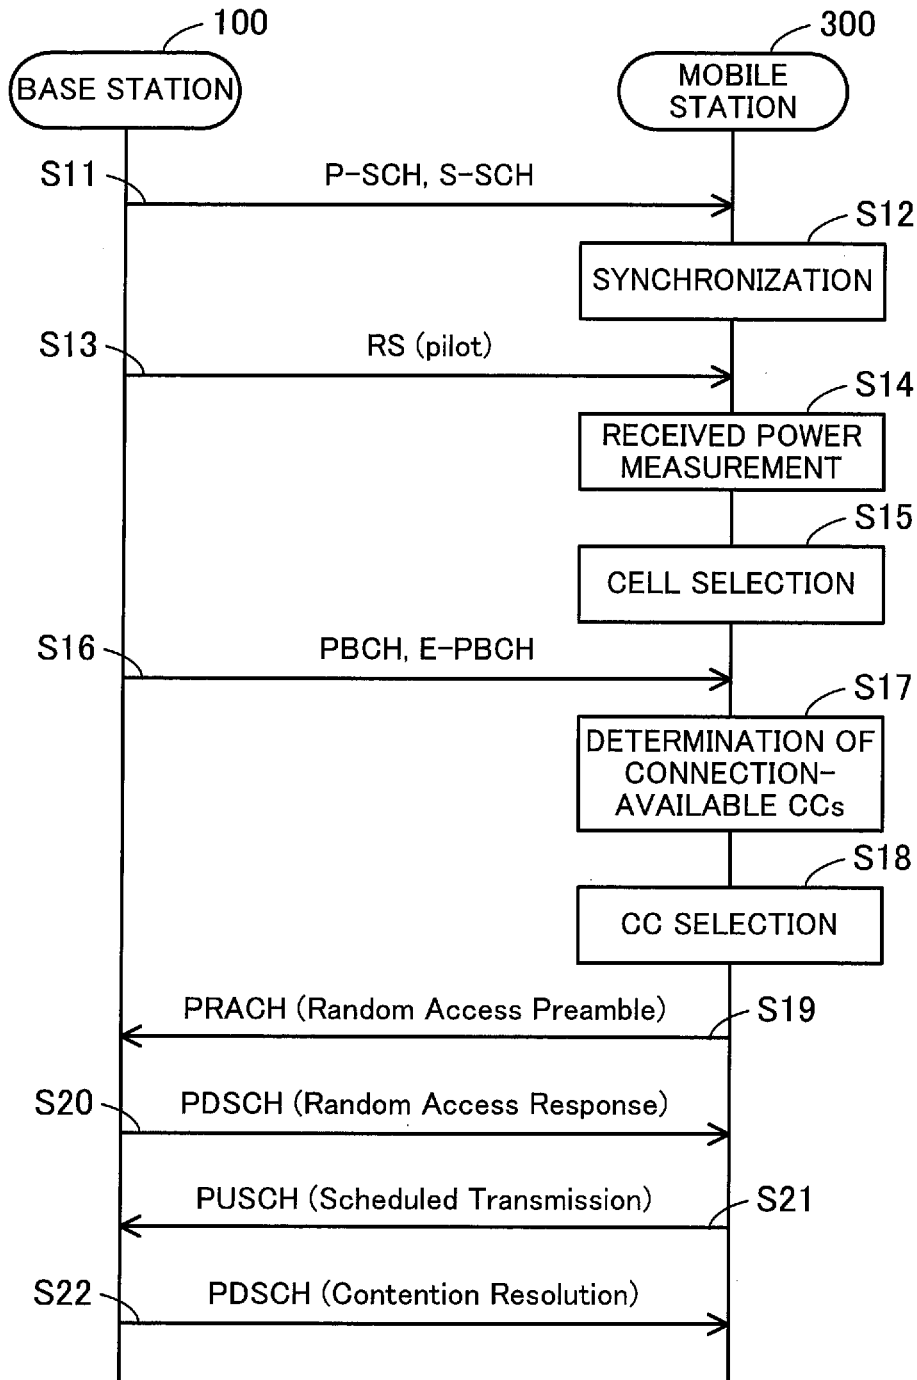 100
300
BASE STATION
MOBILE
STATION
S11
P-SCH, S-SCH
S12
SYNCHRONIZATION
S13
RS (pilot)
S14
RECEIVED POWER
MEASUREMENT
S15
CELL SELECTION
S16
PBCH, E-PBCH
S17
DETERMINATION OF
CONNECTION-
AVAILABLE CCs
S18
CC SELECTION
PRACH (Random Access Preamble)
S19
S20
PDSCH (Random Access Response)
PUSCH (Scheduled Transmission)
S21
S22
PDSCH (Contention Resolution)